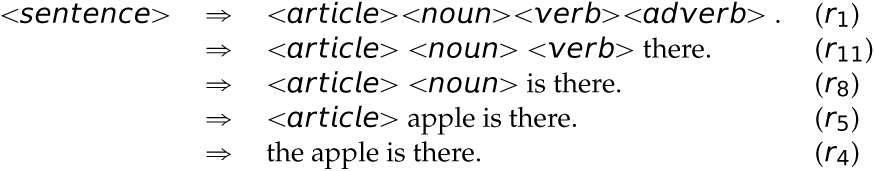 <sentence> ⇒ <article><noun><verb><adverb> . (r₁)
⇒ <article> <noun> <verb> there. (r₁₁)
⇒ <article> <noun> is there. (r₈)
⇒ <article> apple is there. (r₅)
⇒ the apple is there. (r₄)